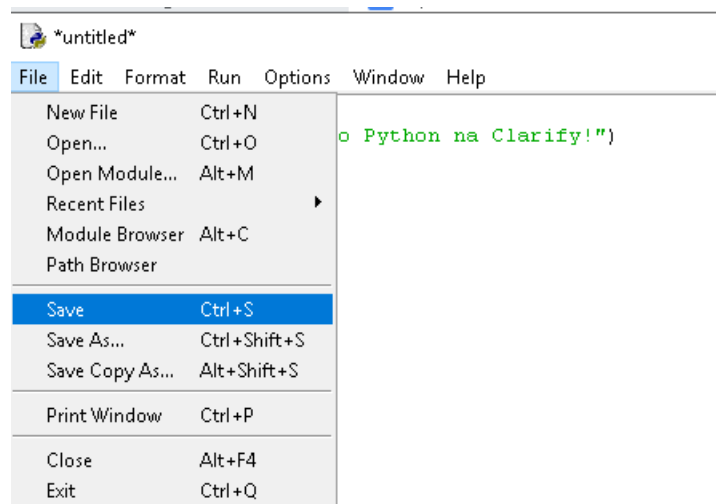 *untitled*
File Edit Format Run Options Window Help
New File Ctrl+N
o Python na Clarify!")
Open... Ctrl+O
Open Module... Alt+M
Recent Files
Module Browser Alt+C
Path Browser
Save Ctrl+S
Save As... Ctrl+Shift+S
Save Copy As... Alt+Shift+S
Print Window Ctrl+P
Close Alt+F4
Exit Ctrl+Q